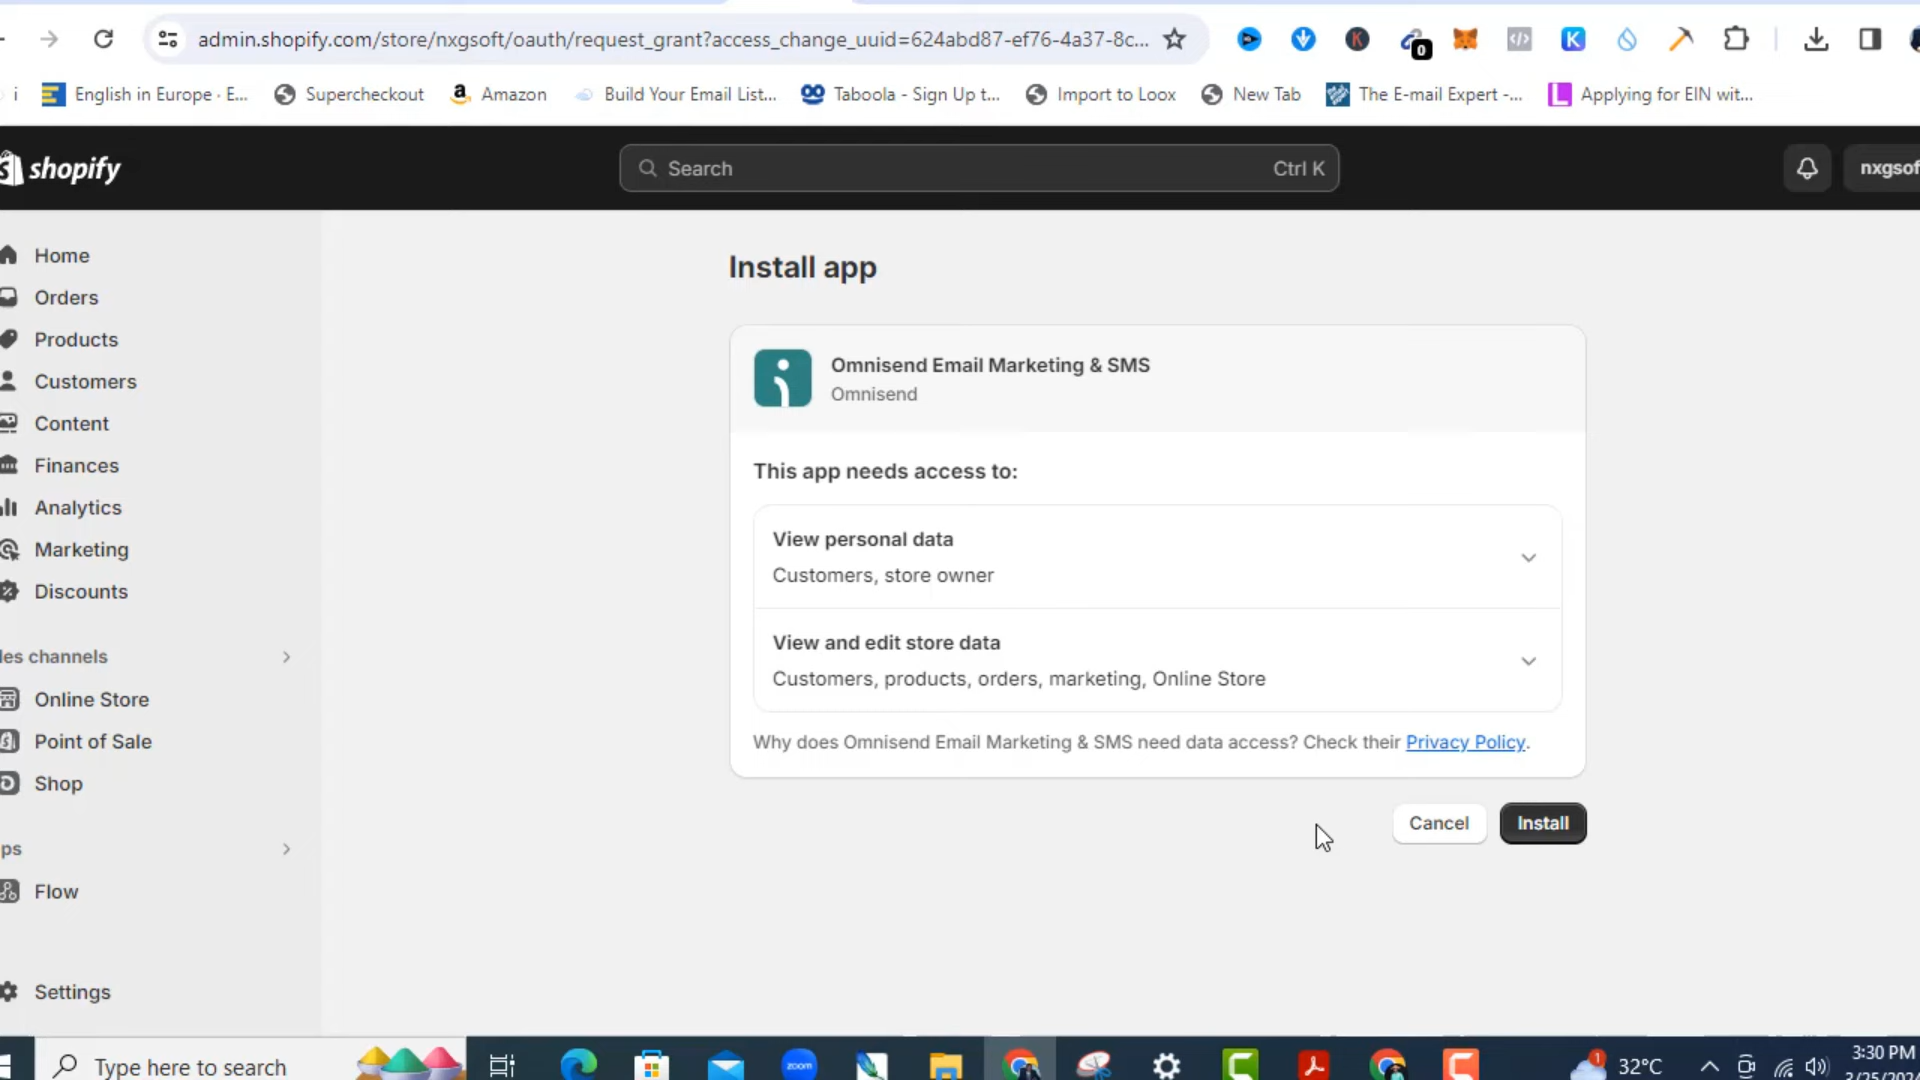 admin.shopify.com/store/nxgsoft/oauth/request_grant?access_change_uuid=624abd87-ef76-4a37-8c...
0
i
English in Europe · E...
Supercheckout
Amazon
Build Your Email List...
Taboola - Sign Up t...
Import to Loox
New Tab
The E-mail Expert -...
Applying for EIN wit...
shopify
Search
Ctrl K
nxgsof
Home
Orders
Products
Customers
Content
Finances
Analytics
Marketing
Discounts
les channels
Online Store
Point of Sale
Shop
ps
Flow
Settings
Install app
Omnisend Email Marketing & SMS
Omnisend
This app needs access to:
View personal data
Customers, store owner
View and edit store data
Customers, products, orders, marketing, Online Store
Why does Omnisend Email Marketing & SMS need data access? Check their Privacy Policy.
Cancel
Install
Type here to search
zoom
1
32°C
3:30 PM